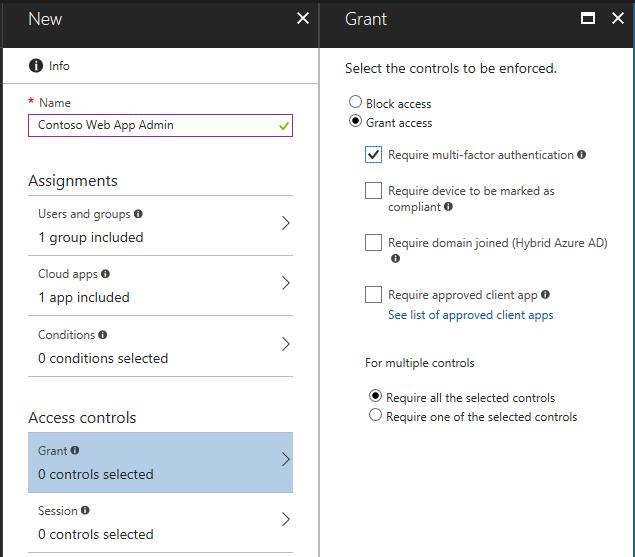 New
Info
* Name
Contoso Web App Admin
Assignments
Users and groups
1 group included
Cloud apps
1 app included
Conditions
0 conditions selected
Access controls
Grant
0 controls selected
Session
0 controls selected
Grant
Select the controls to be enforced.
Block access
Grant access
Require multi-factor authentication
Require device to be marked as
compliant
Require domain joined (Hybrid Azure AD)
Require approved client app
See list of approved client apps
For multiple controls
Require all the selected controls
Require one of the selected controls